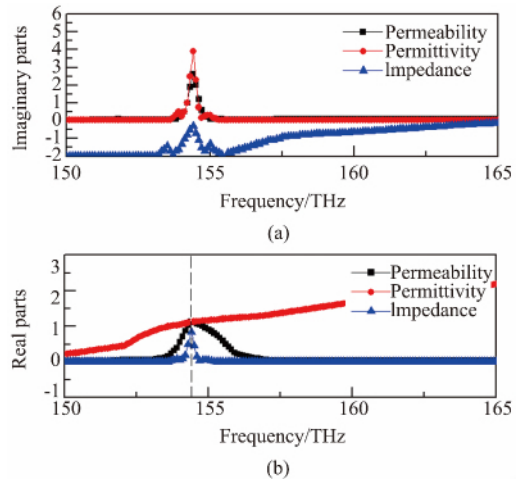 6
5
4
3
2
1
0
-1
-2
Imaginary parts
Permeability
Permittivity
Impedance
150 155 160 165
Frequency/THz
(a)
3
2
1
0
-1
Real parts
Permeability
Permittivity
Impedance
150 155 160 165
Frequency/THz
(b)